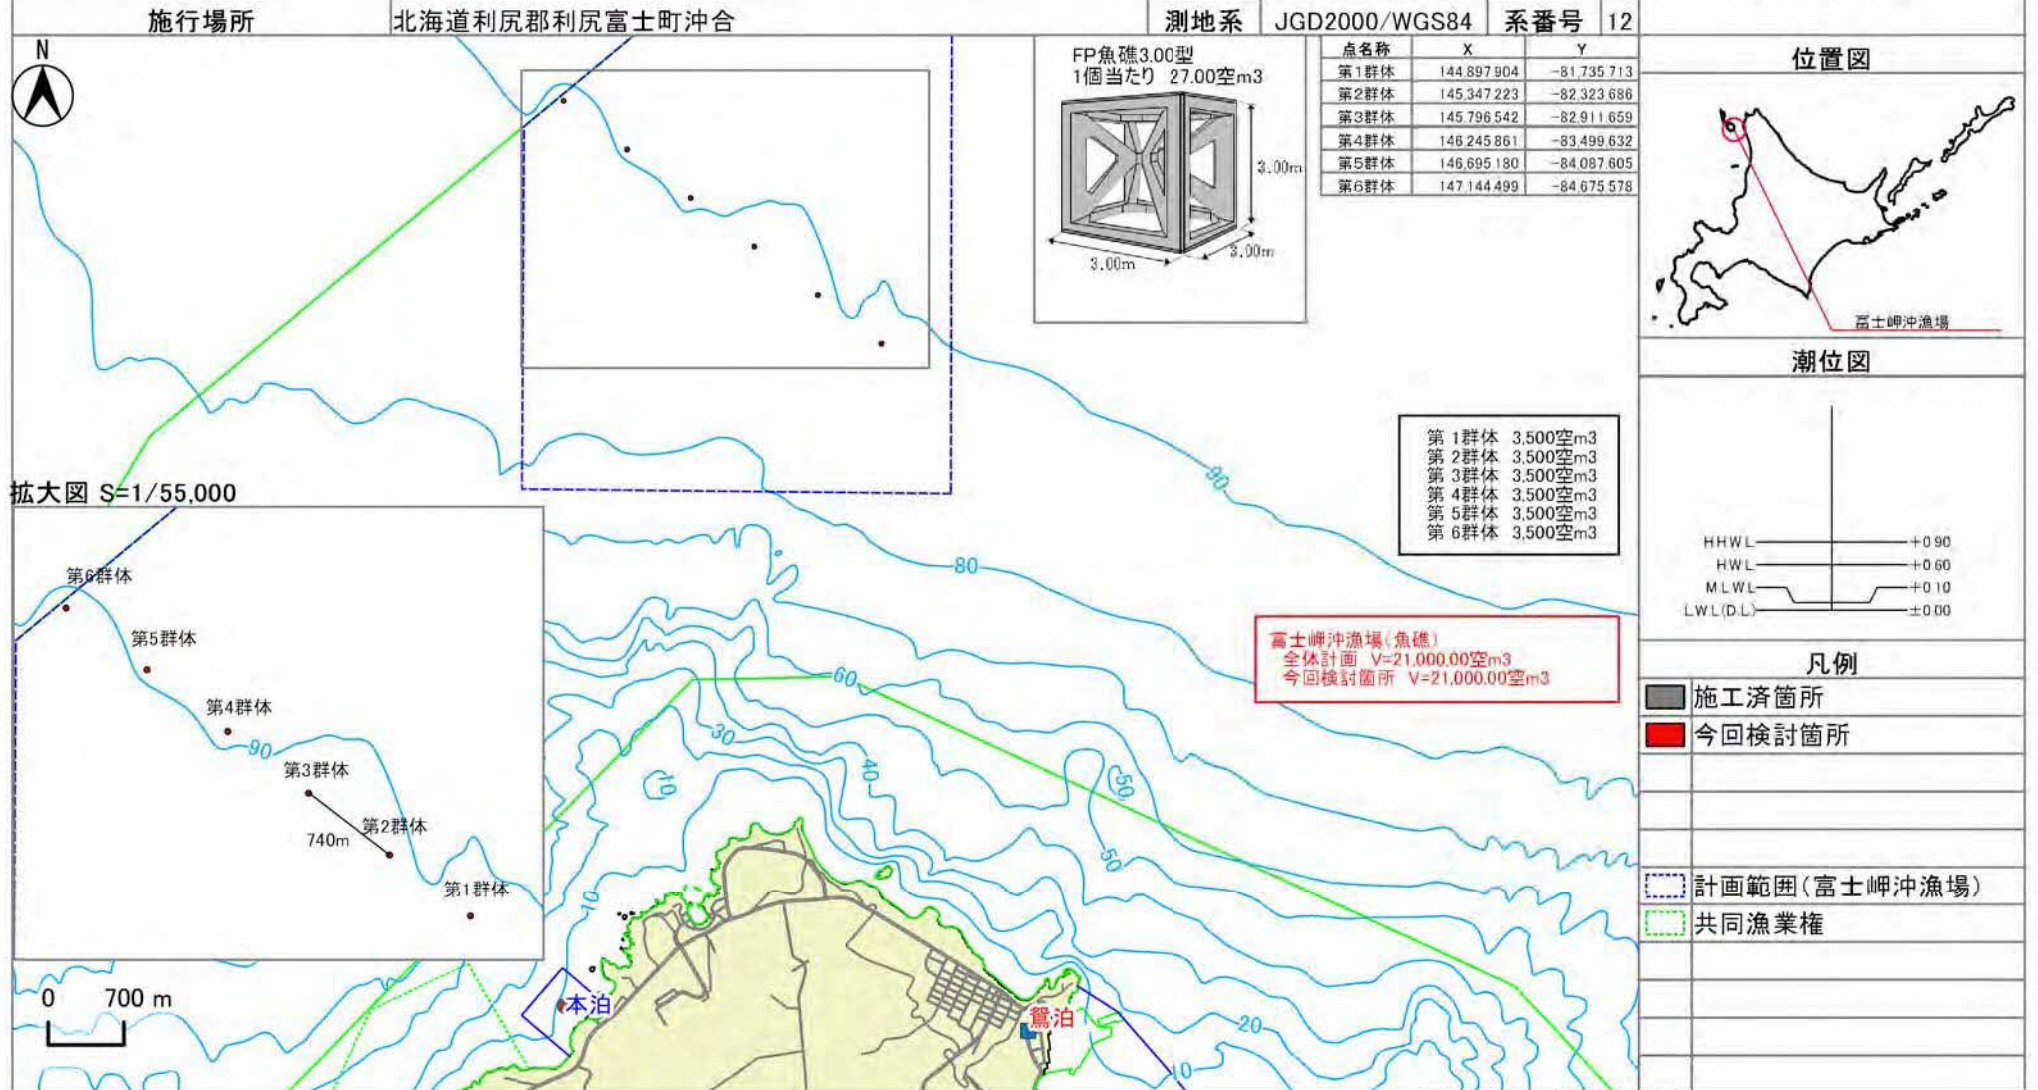 施行場所 北海道利尻郡利尻富士町沖合 測地系 JGD2000/WGS84 系番号 12
N
FP魚礁3.00型
1個当たり 27.00空m3
3.00m
3.00m
3.00m
点名称 X Y
第1群体 144,897.904 -81,735.713
第2群体 145,347.223 -82,323.686
第3群体 145,796.542 -82,911.659
第4群体 146,245.861 -83,499.632
第5群体 146,695.180 -84,087.605
第6群体 147,144.499 -84,675.578
位置図
富士岬沖漁場
潮位図
HHWL +0.90
HWL +0.60
M.LWL +0.10
LWL(D.L) ±0.00
第1群体 3,500空m3
第2群体 3,500空m3
第3群体 3,500空m3
第4群体 3,500空m3
第5群体 3,500空m3
第6群体 3,500空m3
富士岬沖漁場(魚礁)
全体計画 V=21,000.00空m3
今回検討箇所 V=21,000.00空m3
拡大図 S=1/55,000
第6群体
第5群体
第4群体
90
第3群体
第2群体
740m
第1群体
90
80
60
30
10
40
50
50
10
20
10
本泊
鴛泊
0 700 m
凡例
施工済箇所
今回検討箇所
計画範囲(富士岬沖漁場)
共同漁業権